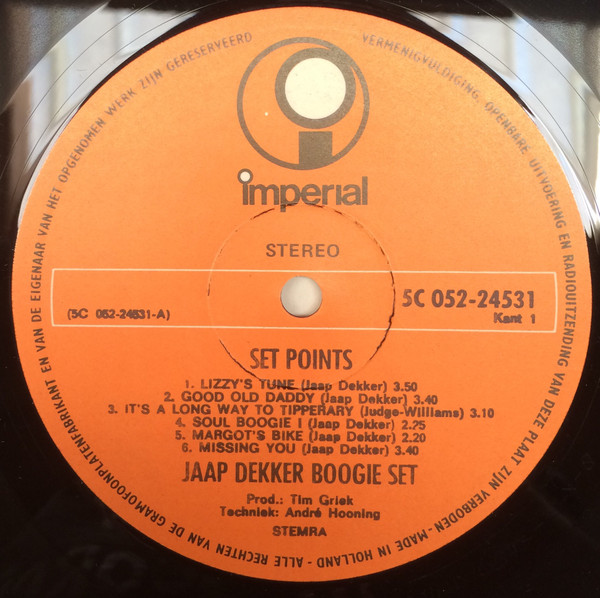 imperial
STEREO
(5C 052-24531-A)
5C 052-24531
Kant 1
SET POINTS
1. LIZZY'S TUNE (Jaap Dekker) 3.50
2. GOOD OLD DADDY (Jaap Dekker) 3.40
3. IT'S A LONG WAY TO TIPPERARY (Judge-Williams) 3.10
4. SOUL BOOGIE I (Jaap Dekker) 2.25
5. MARGOT'S BIKE (Jaap Dekker) 2.20
6. MISSING YOU (Jaap Dekker) 3.40
JAAP DEKKER BOOGIE SET
Prod.: Tim Griek
Techniek: André Hooning
STEMRA
ALLE RECHTEN VAN DE GRAMOFOONPLATENFABRIKANT EN VAN DE EIGENAAR VAN HET OPGENOMEN WERK ZIJN GERESERVEERD
VERMENIGVULDIGING, OPENBARE UITVOERING EN RADIOUITZENDING VAN DEZE PLAAT ZIJN VERBODEN - MADE IN HOLLAND -